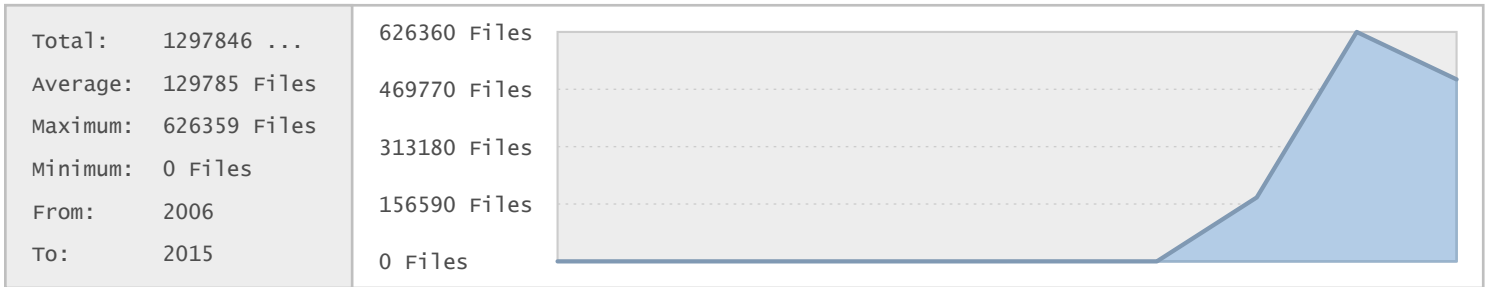 Total: 1297846 ...
Average: 129785 Files
Maximum: 626359 Files
Minimum: 0 Files
From: 2006
To: 2015
626360 Files
469770 Files
313180 Files
156590 Files
0 Files